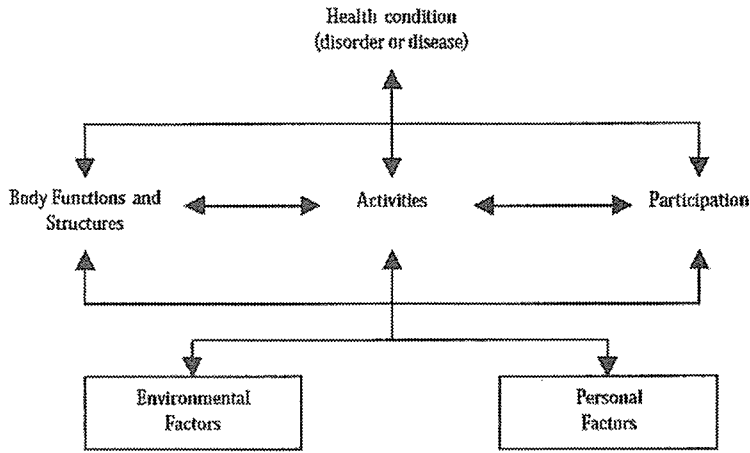 Health condition
(disorder or disease)
Body Functions and
Structures
Activities
Participation
Environmental
Factors
Personal
Factors